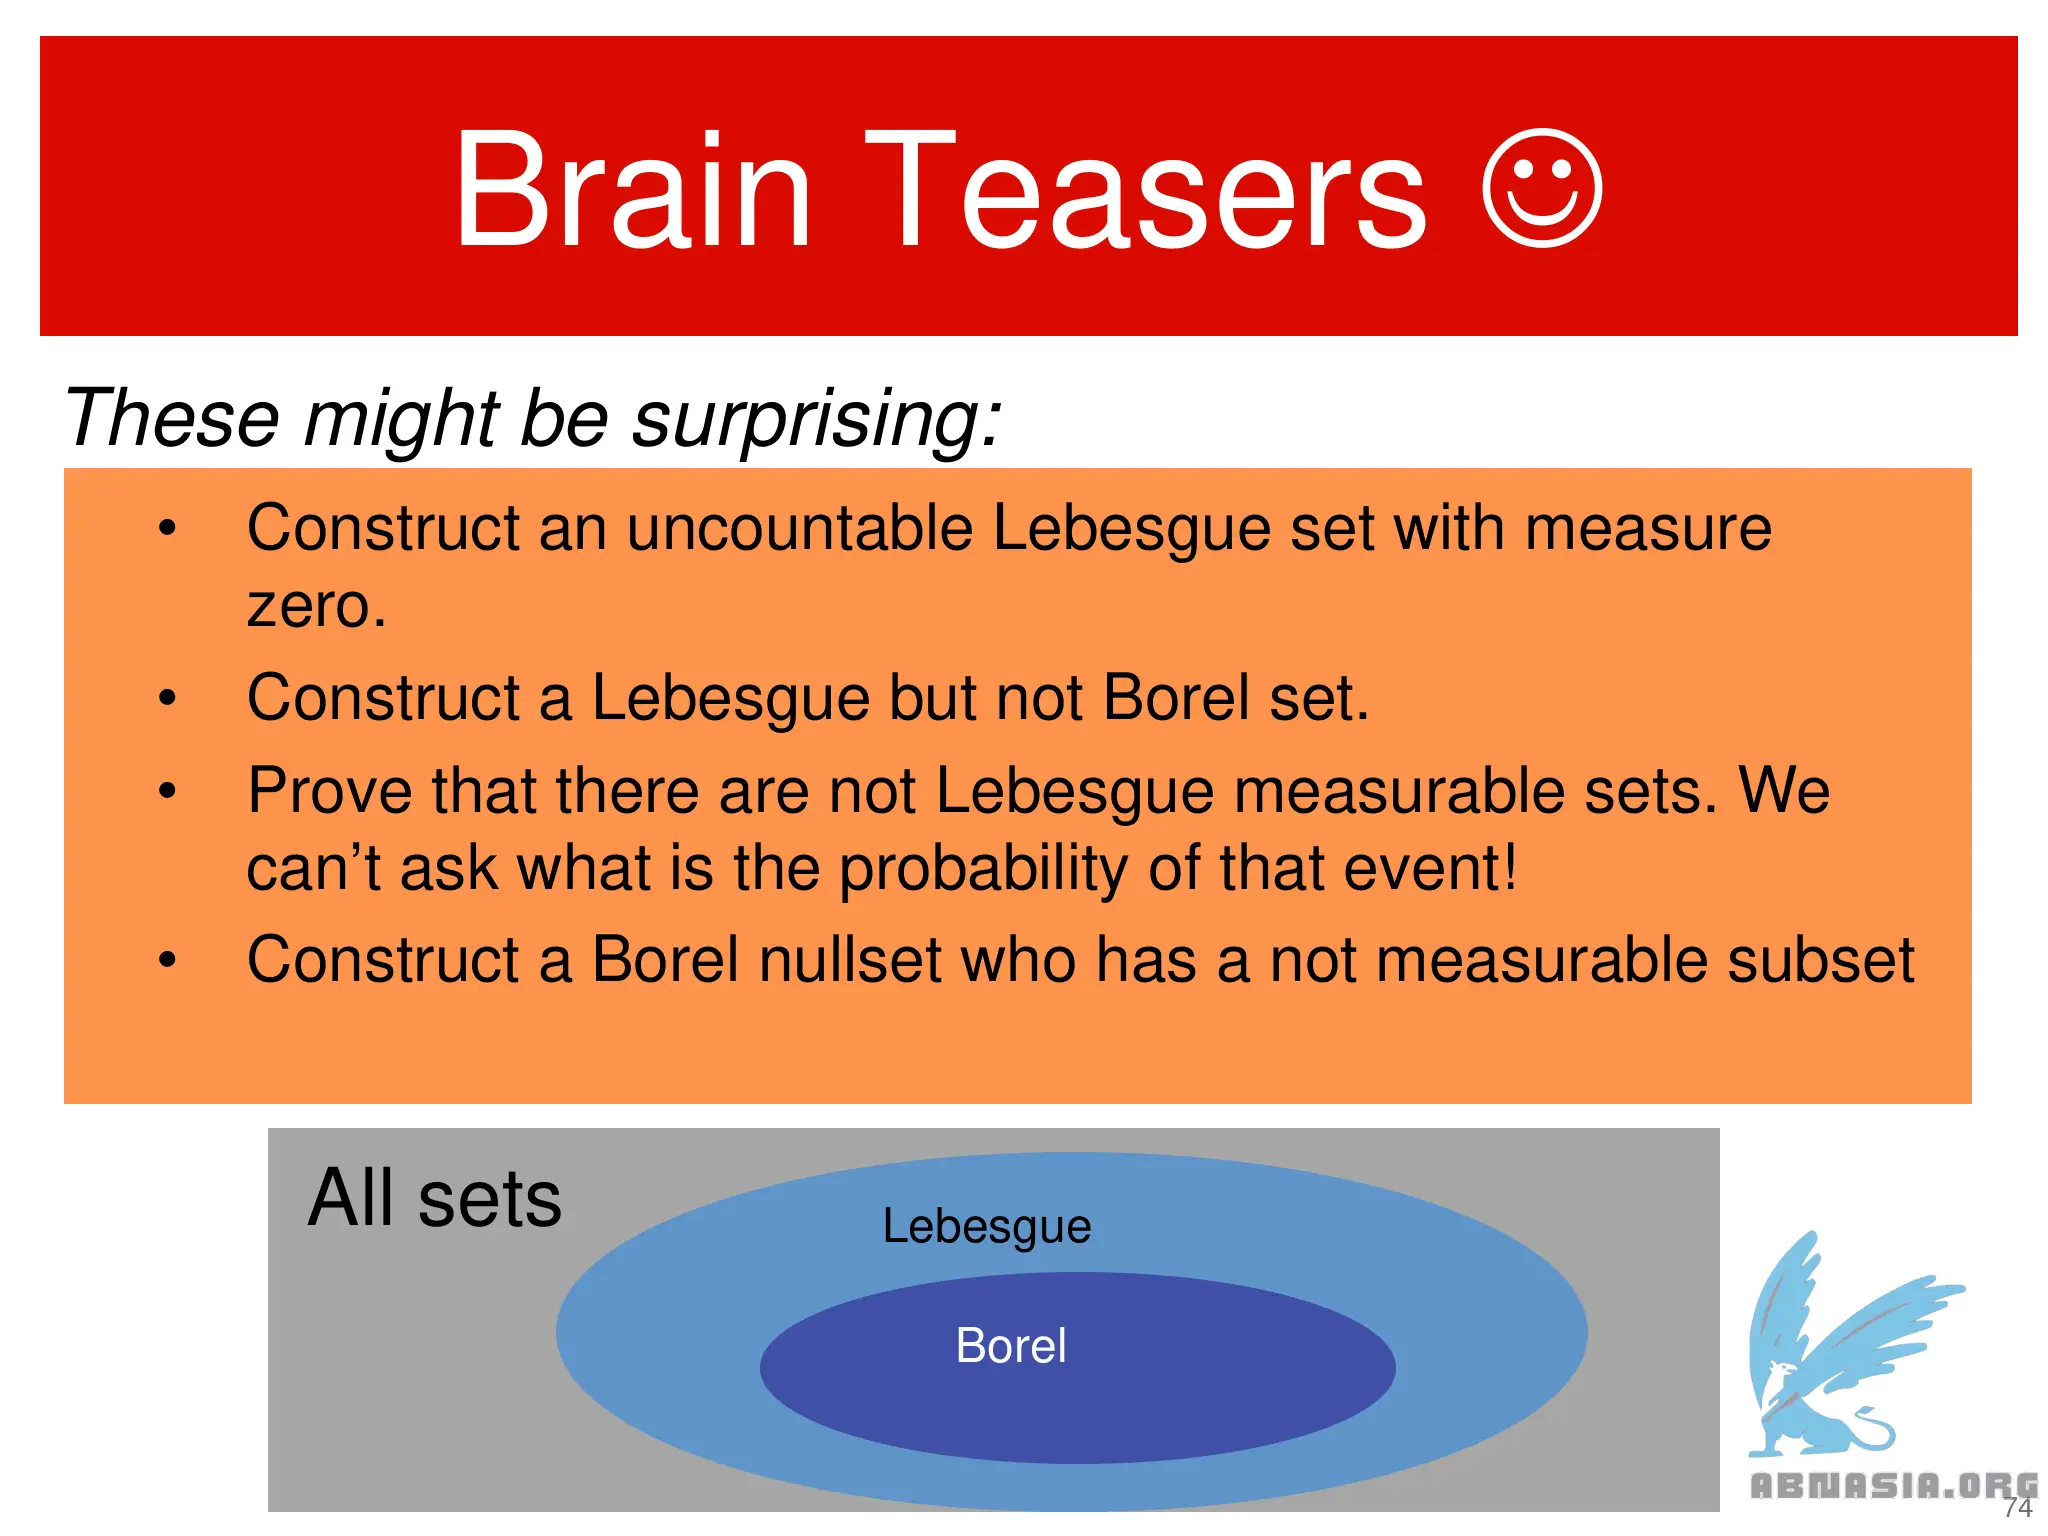 Brain Teasers ☺
These might be surprising:
• Construct an uncountable Lebesgue set with measure
zero.
• Construct a Lebesgue but not Borel set.
• Prove that there are not Lebesgue measurable sets. We
can’t ask what is the probability of that event!
• Construct a Borel nullset who has a not measurable subset
All sets
Lebesgue
Borel
ABNASIA.ORG
74